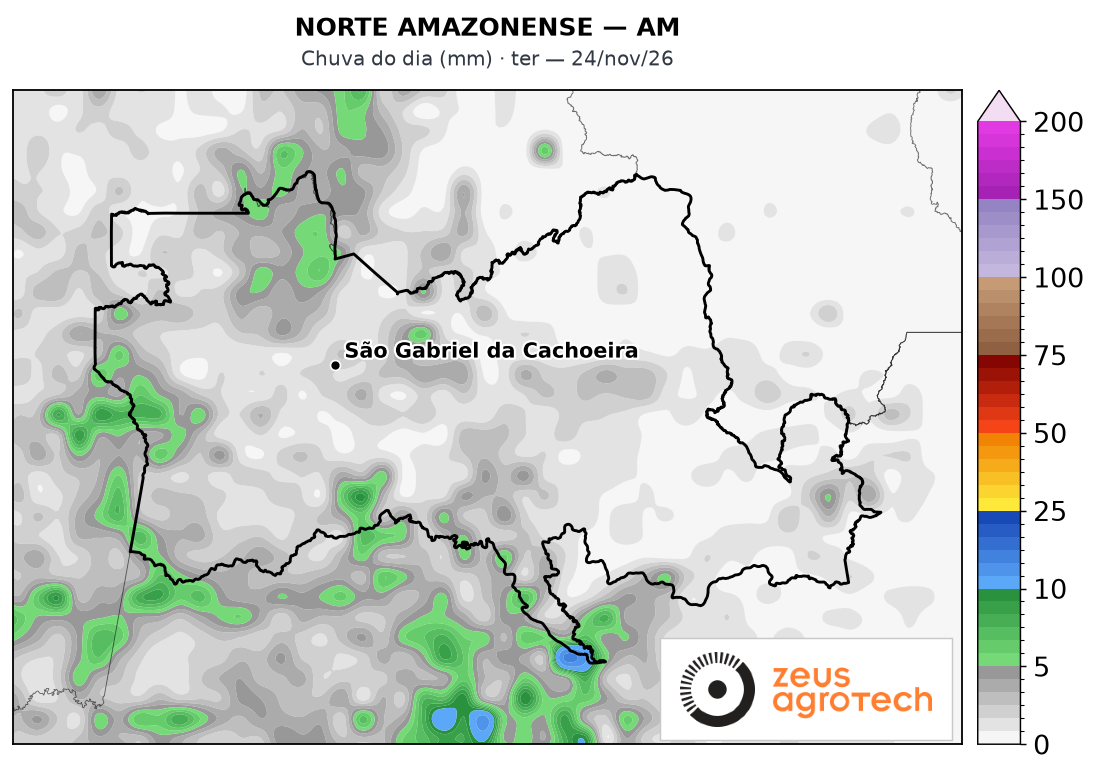 NORTE AMAZONENSE — AM
Chuva do dia (mm) · ter — 24/nov/26
200
150
100
75
50
25
10
5
0
São Gabriel da Cachoeira
zeus
agrotech